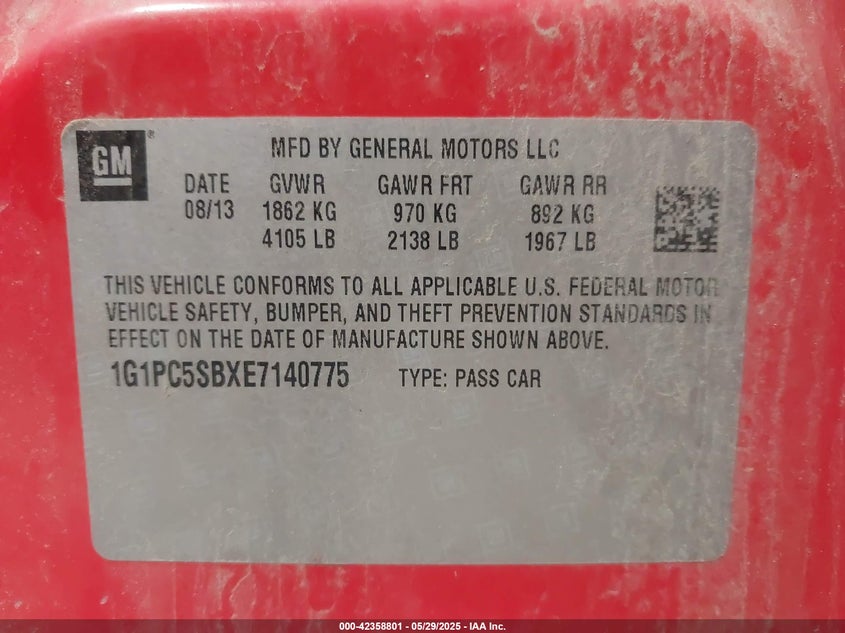 GM ®
MFD BY GENERAL MOTORS LLC
DATE GVWR GAWR FRT GAWR RR
08/13 1862 KG 970 KG 892 KG
4105 LB 2138 LB 1967 LB
THIS VEHICLE CONFORMS TO ALL APPLICABLE U.S. FEDERAL MOTOR
VEHICLE SAFETY, BUMPER, AND THEFT PREVENTION STANDARDS IN
EFFECT ON THE DATE OF MANUFACTURE SHOWN ABOVE.
1G1PC5SBXE7140775 TYPE: PASS CAR
000-42358801 - 05/29/2025 - IAA Inc.